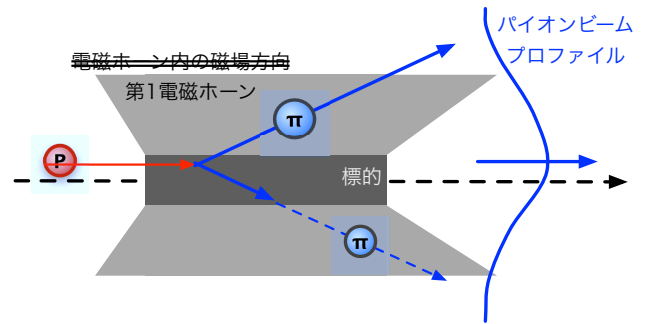 パイオンビーム
プロファイル
電磁ホーン内の磁場方向
第1電磁ホーン
π
P
標的
π